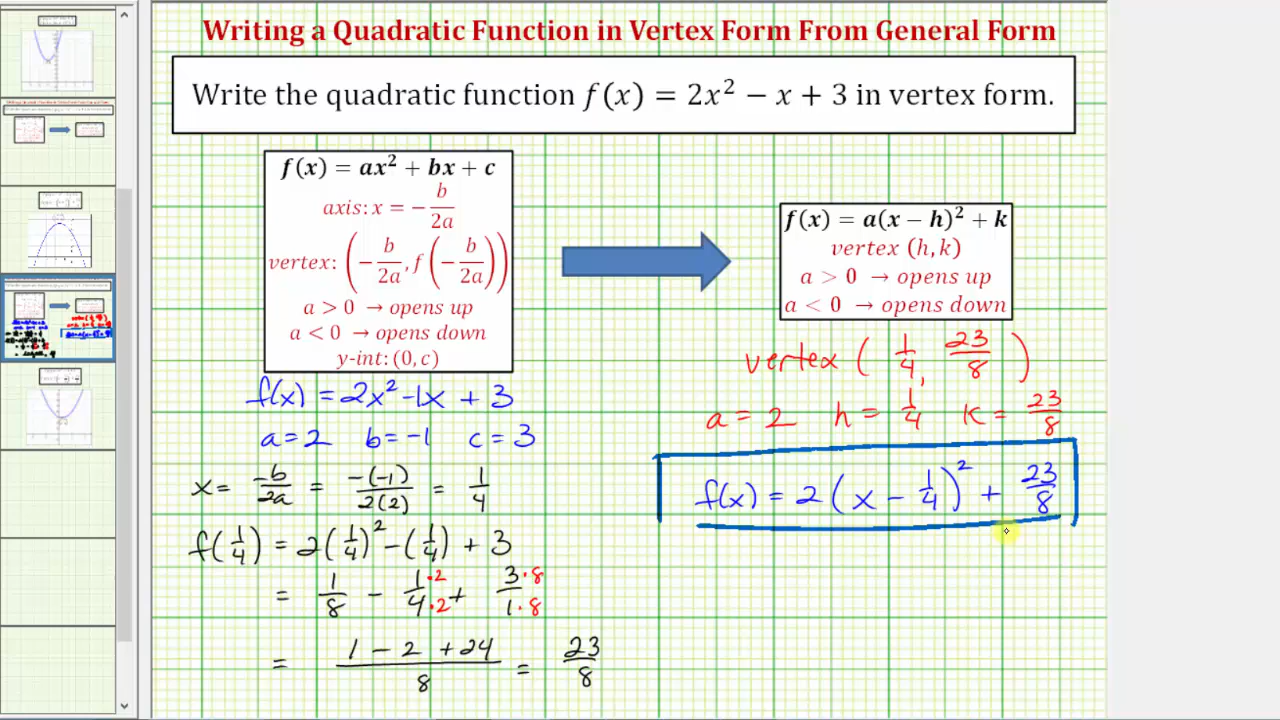 Writing a Quadratic Function in Vertex Form From General Form
Write the quadratic function f(x) = 2x² − x + 3 in vertex form.
f(x) = ax² + bx + c
axis: x = −b/2a
vertex: (−b/2a, f(−b/2a))
a > 0 → opens up
a < 0 → opens down
y-int: (0, c)
f(x) = 2x² -1x + 3
a = 2 b = -1 c = 3
x = -b/2a = -(-1)/2(2) = 1/4
f(1/4) = 2(1/4)² - (1/4) + 3
= 1/8 - 1·2/4·2 + 3·8/1·8
= 1 - 2 + 24/8 = 23/8
f(x) = a(x − h)² + k
vertex (h, k)
a > 0 → opens up
a < 0 → opens down
vertex (1/4, 23/8)
a = 2 h = 1/4 k = 23/8
f(x) = 2(x - 1/4)² + 23/8